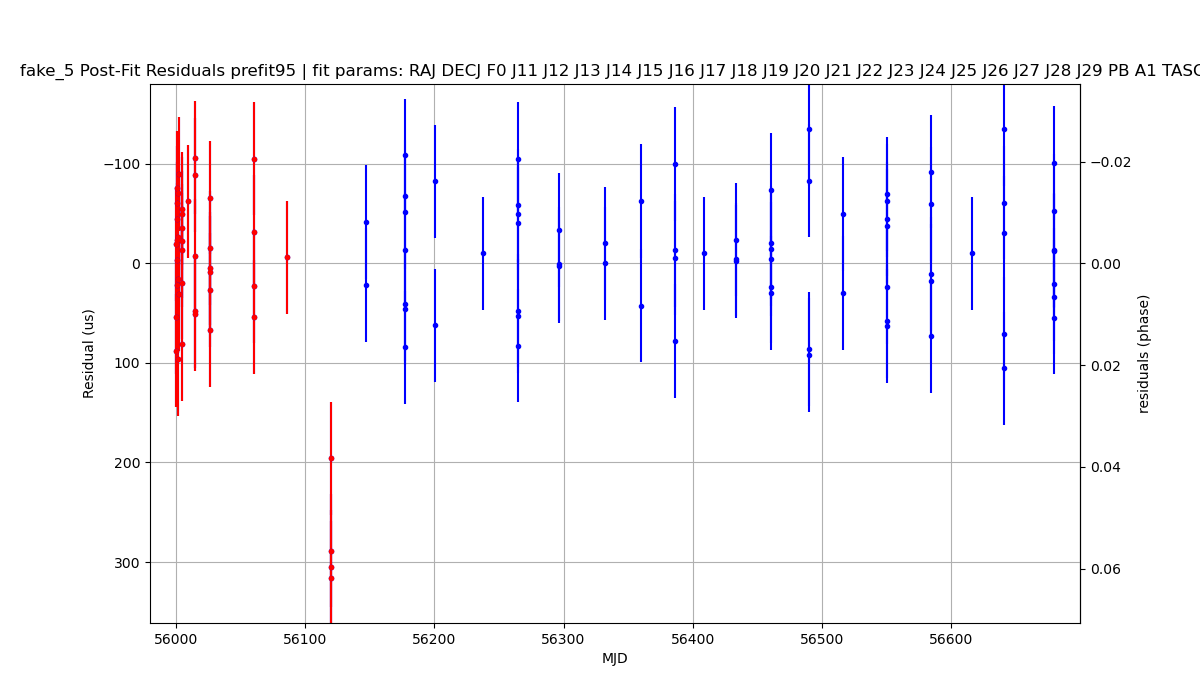 fake_5 Post-Fit Residuals prefit95 | fit params: RAJ DECJ F0 J11 J12 J13 J14 J15 J16 J17 J18 J19 J20 J21 J22 J23 J24 J25 J26 J27 J28 J29 PB A1 TASC
−100
0
100
200
300
Residual (us)
−0.02
0.00
0.02
0.04
0.06
residuals (phase)
56000 56100 56200 56300 56400 56500 56600
MJD